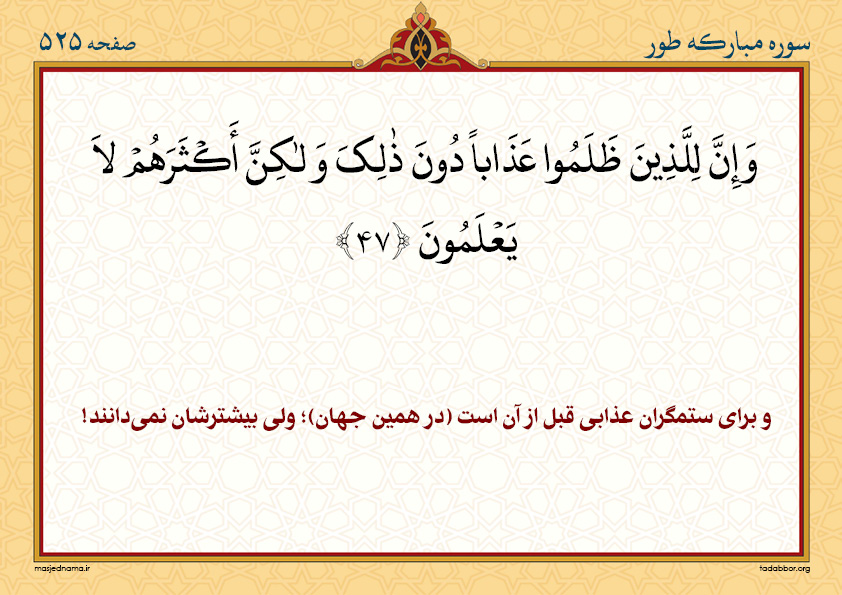 سوره مبارکه طور
صفحه ۵۲۵
وَإِنَّ لِلَّذِينَ ظَلَمُوا عَذَاباً دُونَ ذٰلِکَ وَ لٰکِنَّ أَکْثَرَهُمْ لاَ
يَعْلَمُونَ ﴿۴۷﴾
و برای ستمگران عذابی قبل از آن است (در همین جهان)؛ ولی بیشترشان نمی‌دانند!
masjednama.ir
tadabbor.org